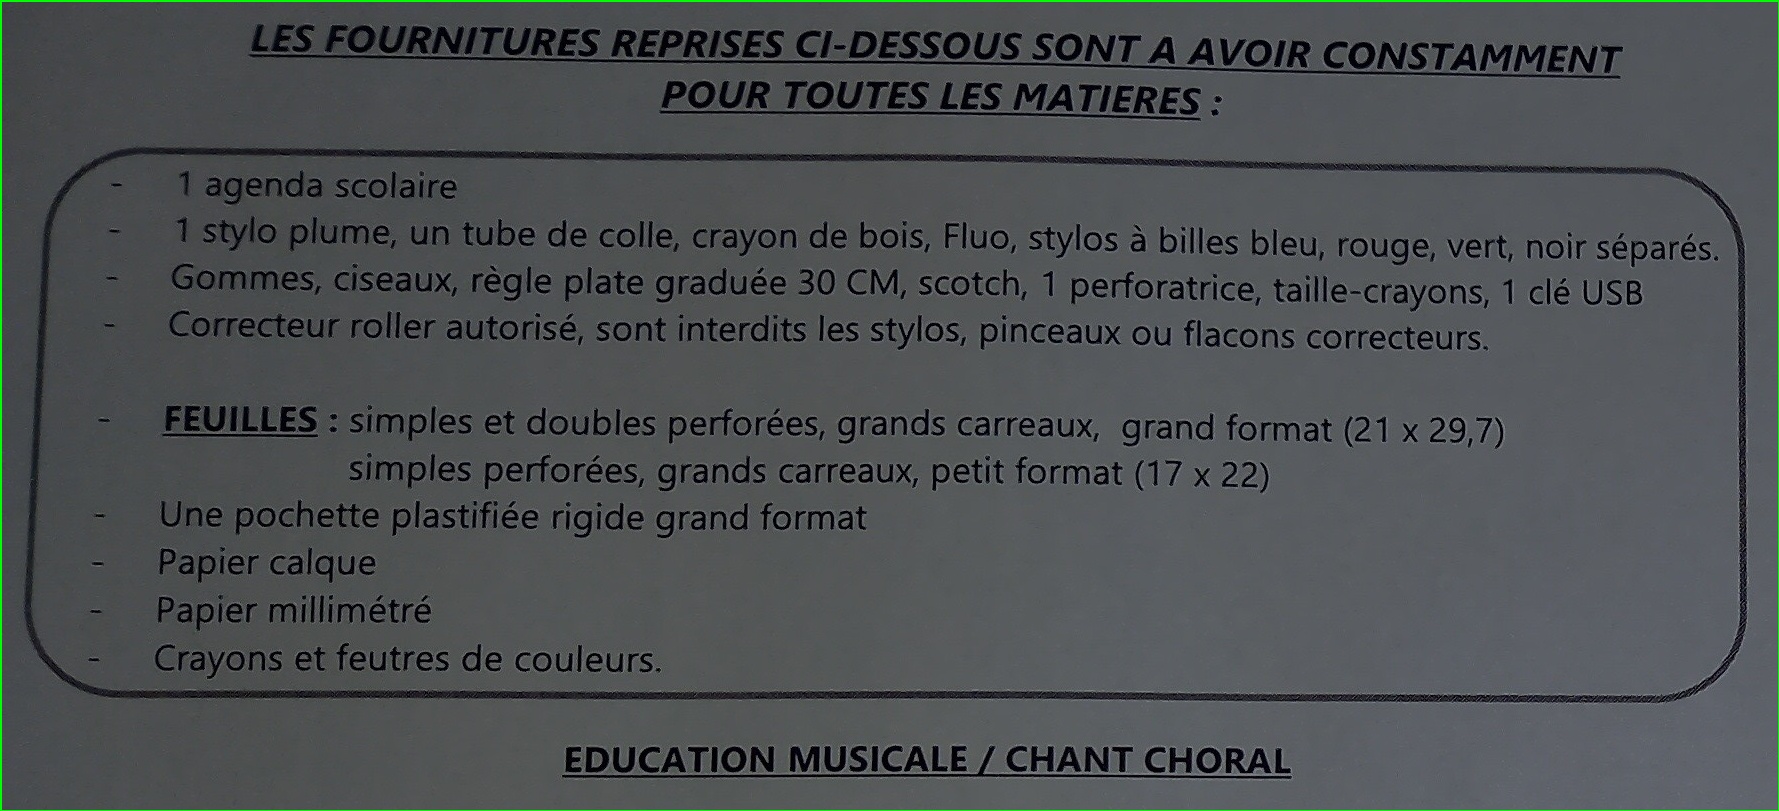 LES FOURNITURES REPRISES CI-DESSOUS SONT A AVOIR CONSTAMMENT
POUR TOUTES LES MATIERES :
- 1 agenda scolaire
- 1 stylo plume, un tube de colle, crayon de bois, Fluo, stylos à billes bleu, rouge, vert, noir séparés.
- Gommes, ciseaux, règle plate graduée 30 CM, scotch, 1 perforatrice, taille-crayons, 1 clé USB
- Correcteur roller autorisé, sont interdits les stylos, pinceaux ou flacons correcteurs.
- FEUILLES : simples et doubles perforées, grands carreaux, grand format (21 x 29,7)
simples perforées, grands carreaux, petit format (17 x 22)
- Une pochette plastifiée rigide grand format
- Papier calque
- Papier millimétré
- Crayons et feutres de couleurs.
EDUCATION MUSICALE / CHANT CHORAL